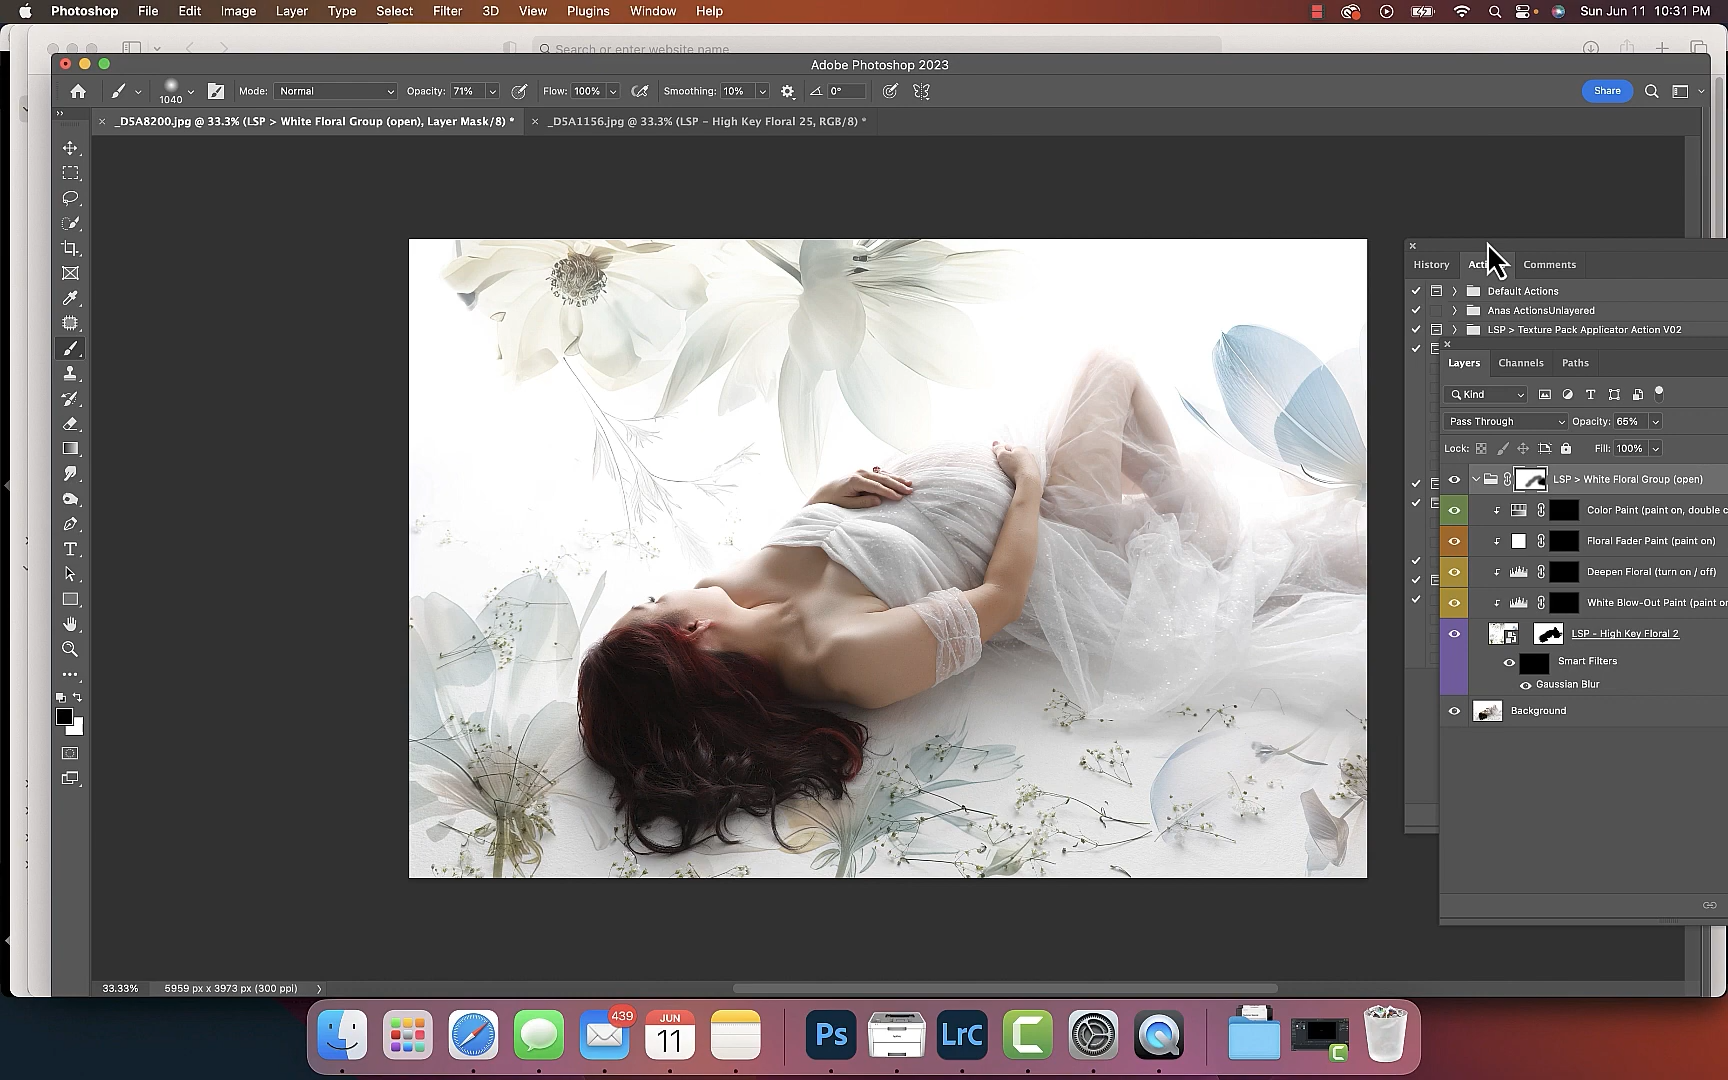 Photoshop File Edit Image Layer Type Select Filter 3D View Plugins Window Help Sun Jun 11 10:31 PM
Search or enter website name
Adobe Photoshop 2023
1040 Mode: Normal Opacity: 71% Flow: 100% Smoothing: 10% 0° Share
_D5A8200.jpg @ 33.3% (LSP > White Floral Group (open), Layer Mask/8) * _D5A1156.jpg @ 33.3% (LSP - High Key Floral 25, RGB/8) *
History Comments
Default Actions
Anas ActionsUnlayered
LSP > Texture Pack Applicator Action V02
Layers Channels Paths
Kind
Pass Through Opacity: 65%
Lock: Fill: 100%
LSP > White Floral Group (open)
Color Paint (paint on, double c
Floral Fader Paint (paint on)
Deepen Floral (turn on / off)
White Blow-Out Paint (paint or
LSP - High Key Floral 2
Smart Filters
Gaussian Blur
Background
33.33% 5959 px x 3973 px (300 ppi)
439
JUN
11
Ps
LrC